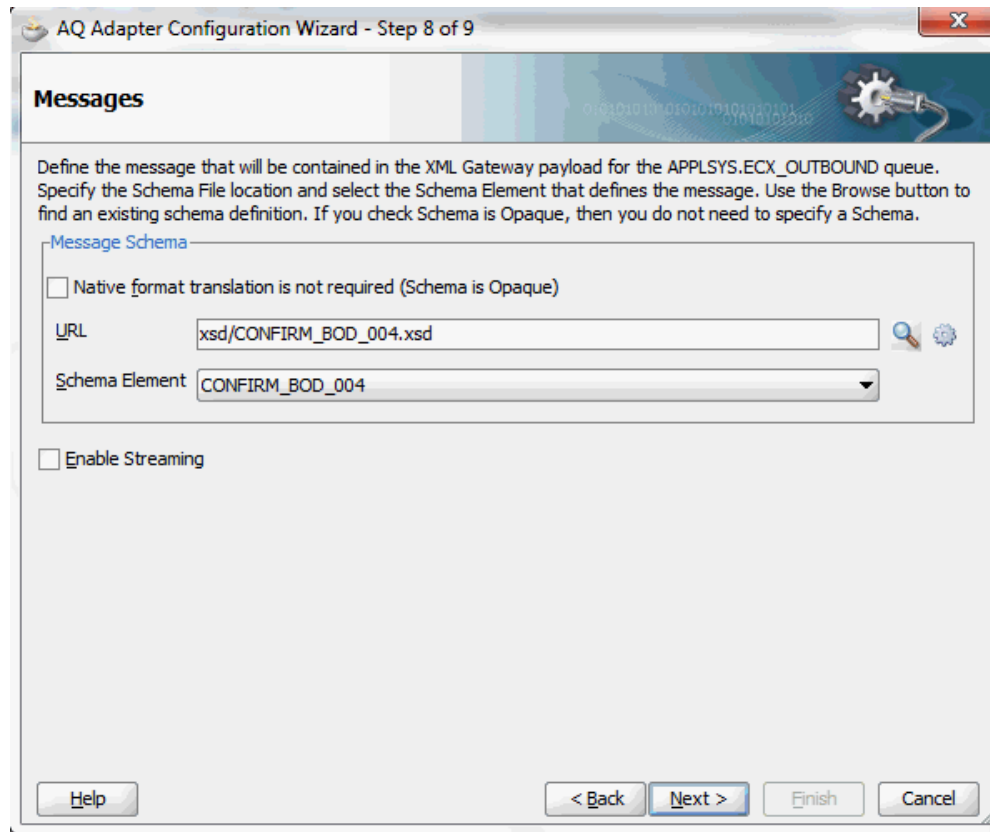 AQ Adapter Configuration Wizard - Step 8 of 9
X
Messages
Define the message that will be contained in the XML Gateway payload for the APPLSYS.ECX_OUTBOUND queue.
Specify the Schema File location and select the Schema Element that defines the message. Use the Browse button to
find an existing schema definition. If you check Schema is Opaque, then you do not need to specify a Schema.
Message Schema
Native format translation is not required (Schema is Opaque)
URL
xsd/CONFIRM_BOD_004.xsd
Schema Element
CONFIRM_BOD_004
Enable Streaming
Help
< Back
Next >
Finish
Cancel